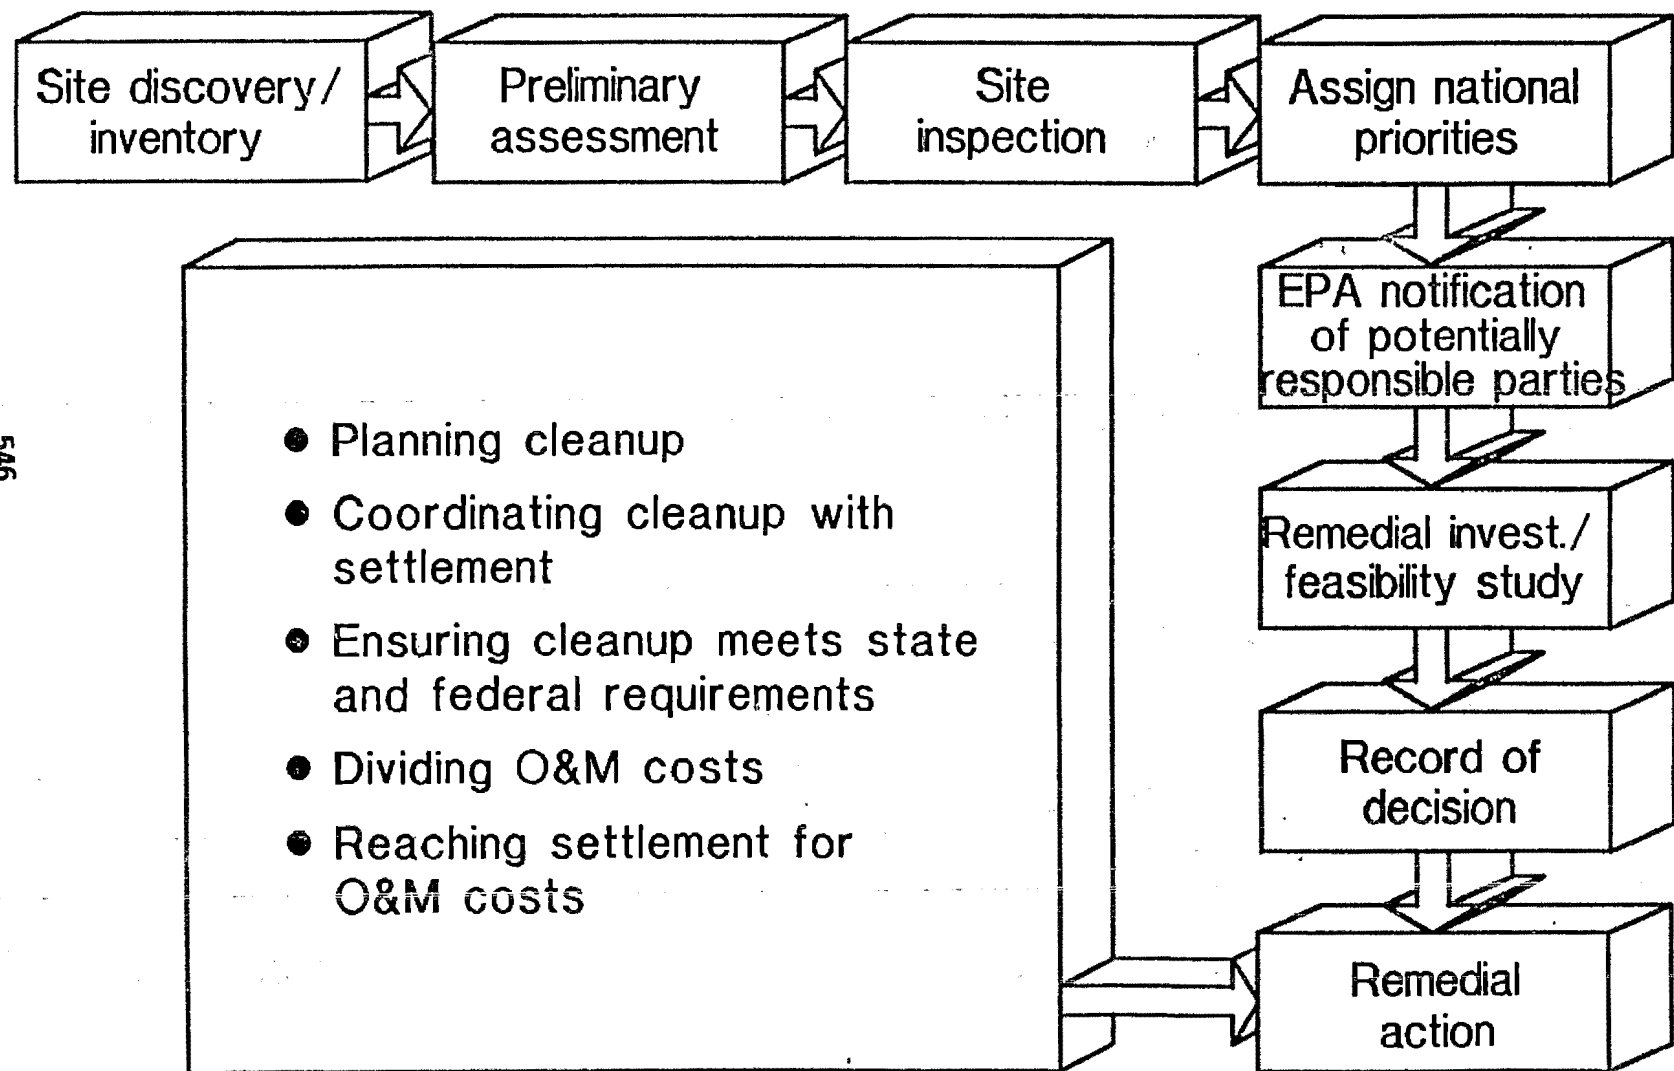 Site discovery/
inventory
Preliminary
assessment
Site
inspection
Assign national
priorities
EPA notification
of potentially
responsible parties
Remedial invest./
feasibility study
Record of
decision
Remedial
action
• Planning cleanup
• Coordinating cleanup with
settlement
• Ensuring cleanup meets state
and federal requirements
• Dividing O&M costs
• Reaching settlement for
O&M costs
546